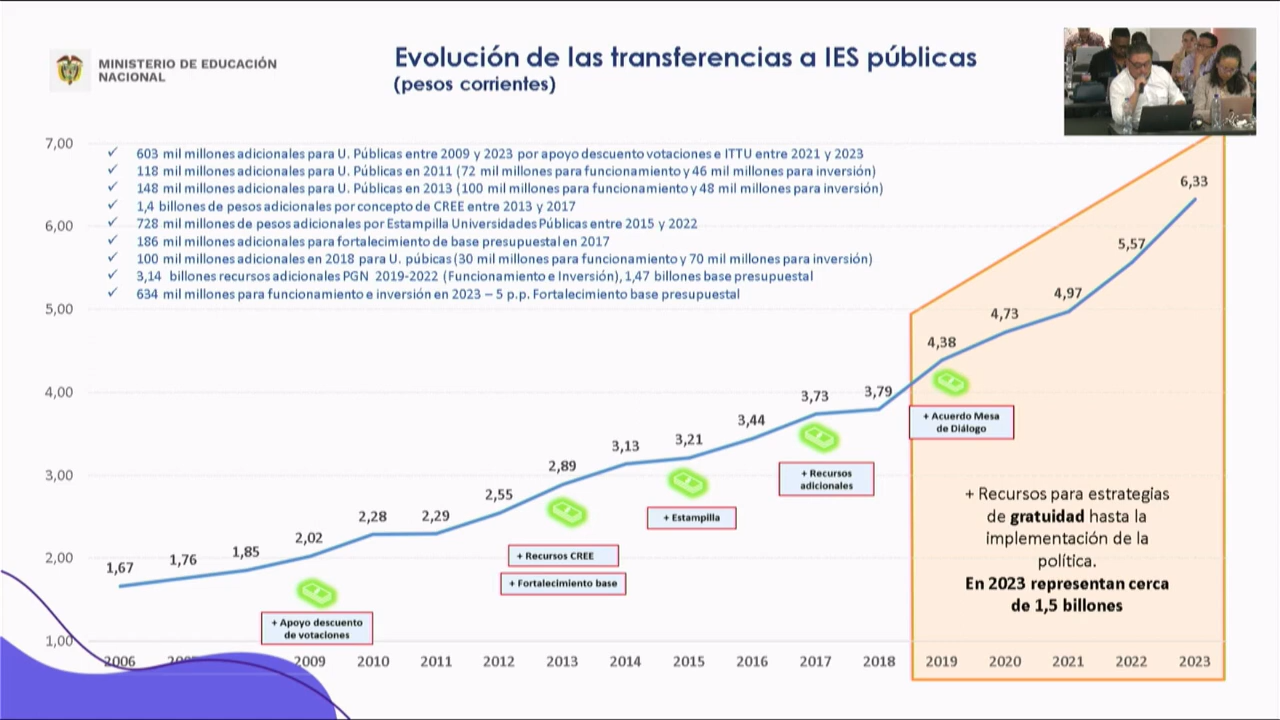 MINISTERIO DE EDUCACIÓN
NACIONAL
Evolución de las transferencias a IES públicas
(pesos corrientes)
✓ 603 mil millones adicionales para U. Públicas entre 2009 y 2023 por apoyo descuento votaciones e ITTU entre 2021 y 2023
✓ 118 mil millones adicionales para U. Públicas en 2011 (72 mil millones para funcionamiento y 46 mil millones para inversión)
✓ 148 mil millones adicionales para U. Públicas en 2013 (100 mil millones para funcionamiento y 48 mil millones para inversión)
✓ 1,4 billones de pesos adicionales por concepto de CREE entre 2013 y 2017
✓ 728 mil millones de pesos adicionales por Estampilla Universidades Públicas entre 2015 y 2022
✓ 186 mil millones adicionales para fortalecimiento de base presupuestal en 2017
✓ 100 mil millones adicionales en 2018 para U. púbicas (30 mil millones para funcionamiento y 70 mil millones para inversión)
✓ 3,14 billones recursos adicionales PGN 2019-2022 (Funcionamiento e Inversión), 1,47 billones base presupuestal
✓ 634 mil millones para funcionamiento e inversión en 2023 – 5 p.p. Fortalecimiento base presupuestal
7,00
6,00
5,00
4,00
3,00
2,00
1,00
1,67
1,76
1,85
2,02
2,28
2,29
2,55
2,89
3,13
3,21
3,44
3,73
3,79
4,38
4,73
4,97
5,57
6,33
+ Apoyo descuento
de votaciones
+ Recursos CREE
+ Fortalecimiento base
+ Estampilla
+ Recursos
adicionales
+ Acuerdo Mesa
de Diálogo
+ Recursos para estrategias
de gratuidad hasta la
implementación de la
política.
En 2023 representan cerca
de 1,5 billones
2006 2009 2010 2011 2012 2013 2014 2015 2016 2017 2018 2019 2020 2021 2022 2023